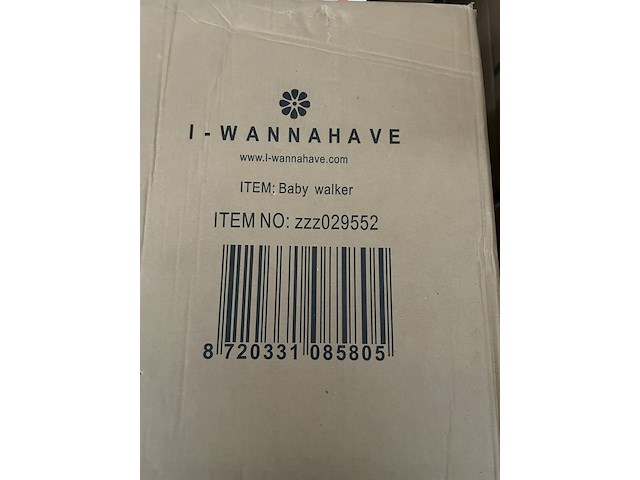 I-WANNAHAVE
www.I-wannahave.com
ITEM: Baby walker
ITEM NO: zzz029552
8 720331 085805